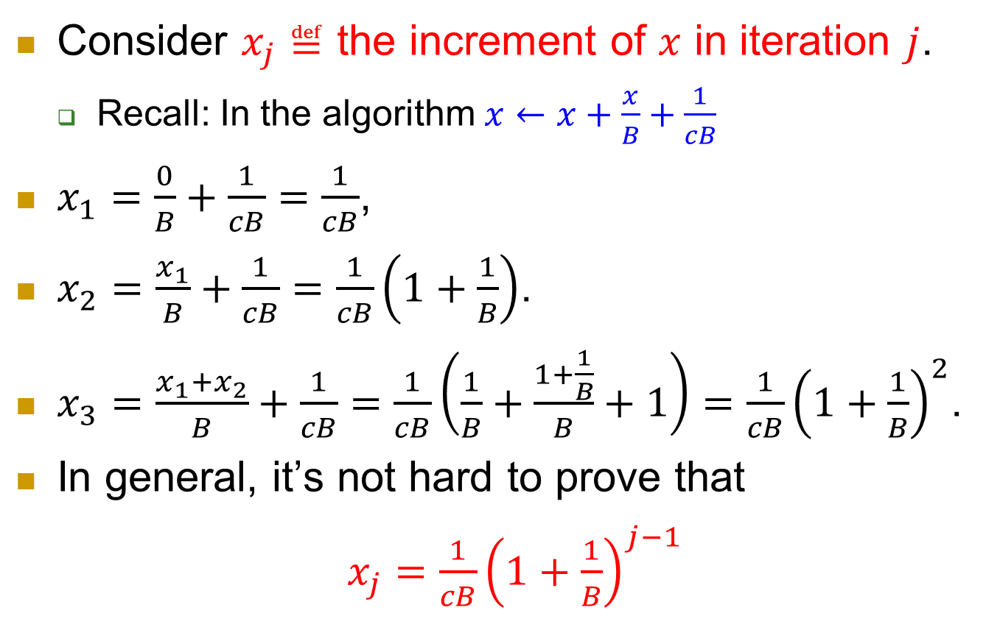 ■ Consider $x_j \stackrel{\text{def}}{=} \text{the increment of } x \text{ in iteration } j$.
❑ Recall: In the algorithm $x \leftarrow x + \frac{x}{B} + \frac{1}{cB}$
■ $x_1 = \frac{0}{B} + \frac{1}{cB} = \frac{1}{cB}$,
■ $x_2 = \frac{x_1}{B} + \frac{1}{cB} = \frac{1}{cB}\left(1 + \frac{1}{B}\right)$.
■ $x_3 = \frac{x_1+x_2}{B} + \frac{1}{cB} = \frac{1}{cB}\left(\frac{1}{B} + \frac{1+\frac{1}{B}}{B} + 1\right) = \frac{1}{cB}\left(1 + \frac{1}{B}\right)^2$.
■ In general, it's not hard to prove that
$x_j = \frac{1}{cB}\left(1 + \frac{1}{B}\right)^{j-1}$